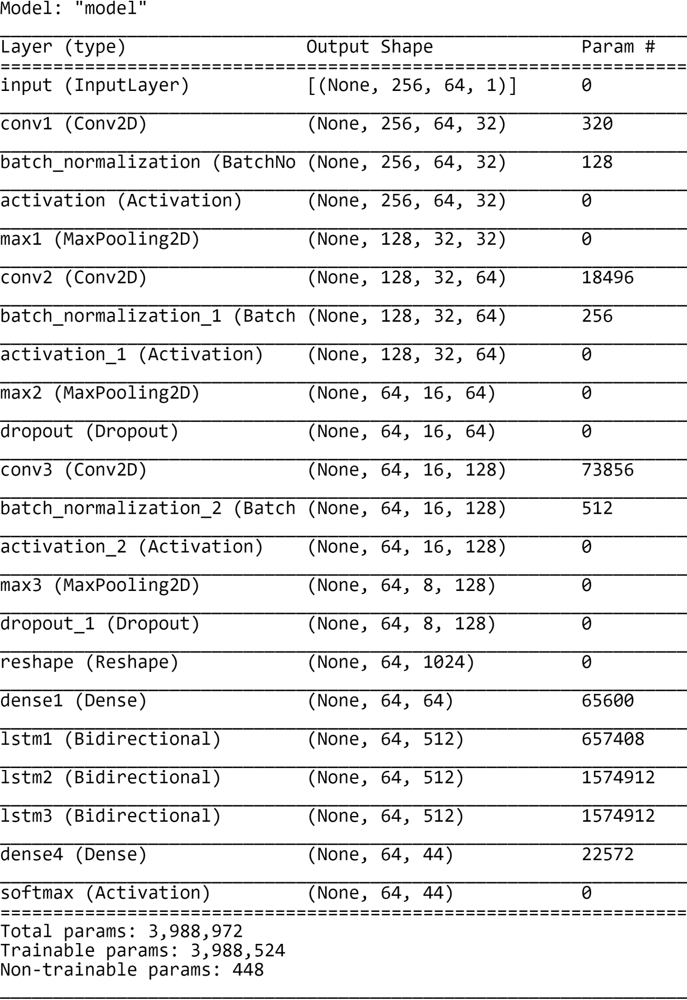 Model: "model"
_________________________________________________________________
Layer (type)                 Output Shape              Param #
=================================================================
input (InputLayer)           [(None, 256, 64, 1)]      0
_________________________________________________________________
conv1 (Conv2D)               (None, 256, 64, 32)       320
_________________________________________________________________
batch_normalization (BatchNo (None, 256, 64, 32)       128
_________________________________________________________________
activation (Activation)      (None, 256, 64, 32)       0
_________________________________________________________________
max1 (MaxPooling2D)          (None, 128, 32, 32)       0
_________________________________________________________________
conv2 (Conv2D)               (None, 128, 32, 64)       18496
_________________________________________________________________
batch_normalization_1 (Batch (None, 128, 32, 64)       256
_________________________________________________________________
activation_1 (Activation)    (None, 128, 32, 64)       0
_________________________________________________________________
max2 (MaxPooling2D)          (None, 64, 16, 64)        0
_________________________________________________________________
dropout (Dropout)            (None, 64, 16, 64)        0
_________________________________________________________________
conv3 (Conv2D)               (None, 64, 16, 128)       73856
_________________________________________________________________
batch_normalization_2 (Batch (None, 64, 16, 128)       512
_________________________________________________________________
activation_2 (Activation)    (None, 64, 16, 128)       0
_________________________________________________________________
max3 (MaxPooling2D)          (None, 64, 8, 128)        0
_________________________________________________________________
dropout_1 (Dropout)          (None, 64, 8, 128)        0
_________________________________________________________________
reshape (Reshape)            (None, 64, 1024)          0
_________________________________________________________________
dense1 (Dense)               (None, 64, 64)            65600
_________________________________________________________________
lstm1 (Bidirectional)        (None, 64, 512)           657408
_________________________________________________________________
lstm2 (Bidirectional)        (None, 64, 512)           1574912
_________________________________________________________________
lstm3 (Bidirectional)        (None, 64, 512)           1574912
_________________________________________________________________
dense4 (Dense)               (None, 64, 44)            22572
_________________________________________________________________
softmax (Activation)         (None, 64, 44)            0
=================================================================
Total params: 3,988,972
Trainable params: 3,988,524
Non-trainable params: 448
_________________________________________________________________